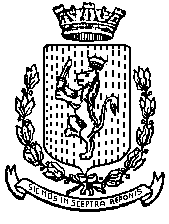 SIC NOS IN SCEPTRA REPONIS